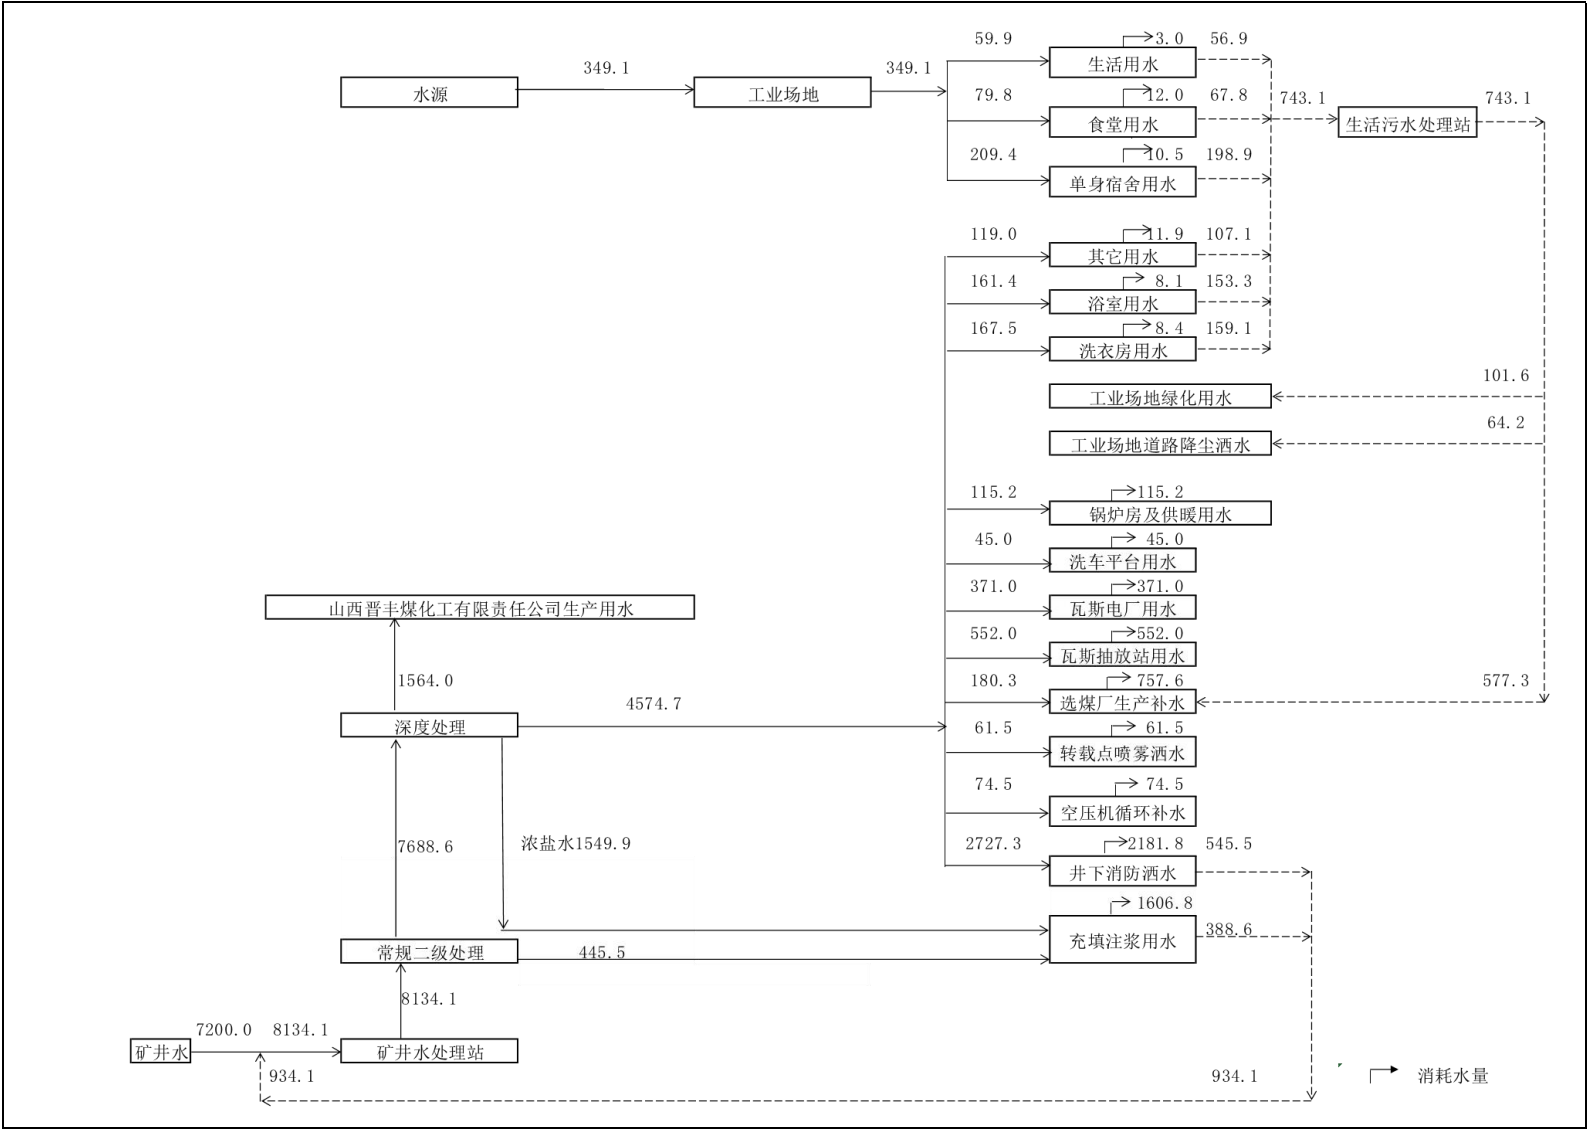 59.9
3.0
56.9
生活用水
349.1
349.1
水源
工业场地
79.8
12.0
67.8
743.1
743.1
食堂用水
生活污水处理站
209.4
10.5
198.9
单身宿舍用水
119.0
11.9
107.1
其它用水
161.4
8.1
153.3
浴室用水
167.5
8.4
159.1
洗衣房用水
101.6
工业场地绿化用水
64.2
工业场地道路降尘洒水
115.2
115.2
锅炉房及供暖用水
45.0
45.0
洗车平台用水
371.0
371.0
山西晋丰煤化工有限责任公司生产用水
瓦斯电厂用水
552.0
552.0
瓦斯抽放站用水
1564.0
180.3
757.6
577.3
选煤厂生产补水
4574.7
深度处理
61.5
61.5
转载点喷雾洒水
74.5
74.5
空压机循环补水
7688.6
浓盐水1549.9
2727.3
2181.8
545.5
井下消防洒水
1606.8
388.6
充填注浆用水
常规二级处理
445.5
8134.1
7200.0
8134.1
矿井水
矿井水处理站
934.1
934.1
消耗水量